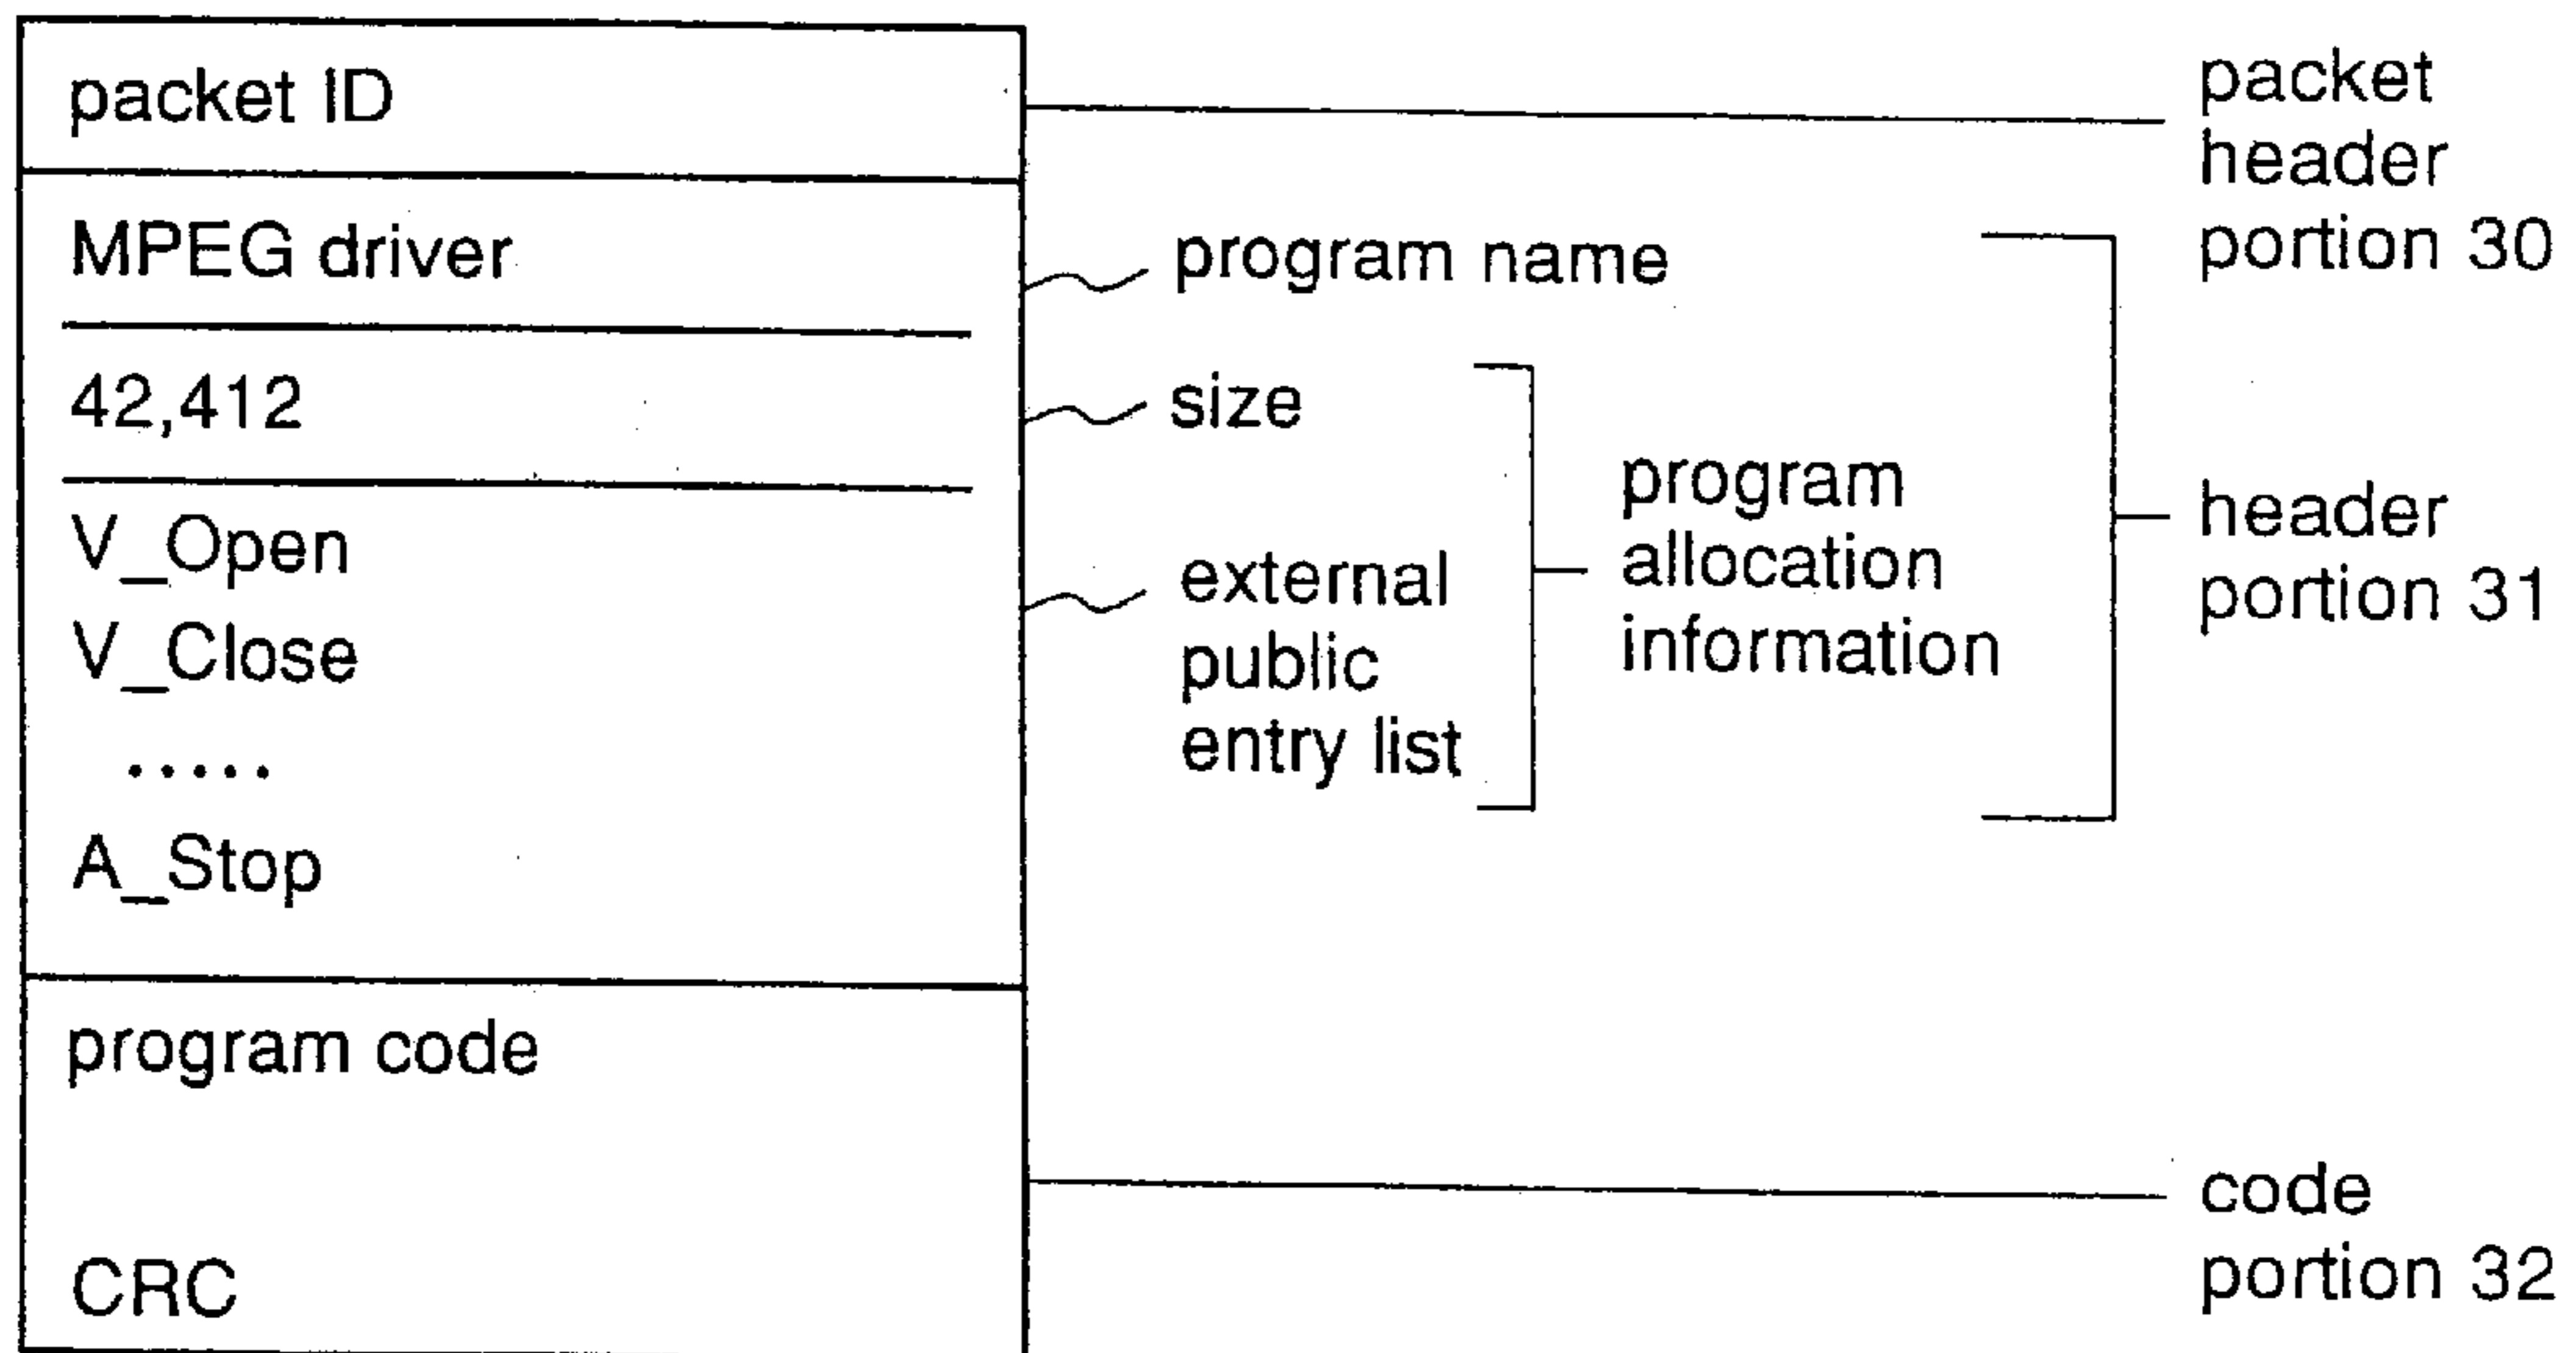 packet ID
packet
header
portion 30
MPEG driver
program name
42,412
size
V_Open
V_Close
.....
A_Stop
external
public
entry list
program
allocation
information
header
portion 31
program code
CRC
code
portion 32